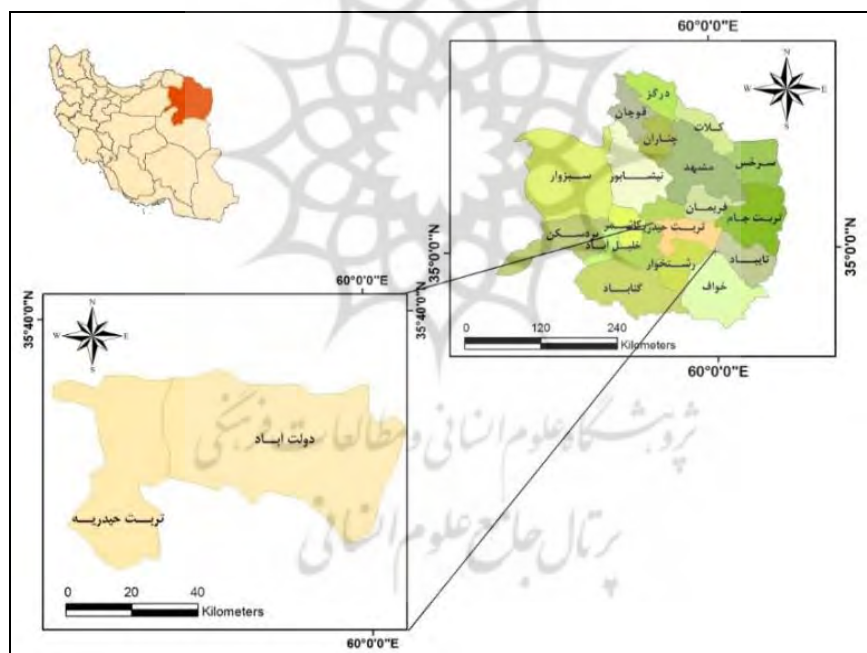 60°0'0"E
N
W
E
S
درگز
قوچان
کلات
چناران
سرخس
مشهد
نیشابور
سبزوار
فریمان
تربت جام
تربت حیدریه
بردسکن
خلیل آباد
تایباد
رشتخوار
خواف
گناباد
35°0'0"N
35°0'0"N
0 120 240
Kilometers
60°0'0"E
60°0'0"E
35°40'0"N
35°40'0"N
N
W
E
S
دولت آباد
تربت حیدریه
0 20 40
Kilometers
60°0'0"E
پژوهشگاه علوم انسانی و مطالعات فرهنگی
پرتال جامع علوم انسانی